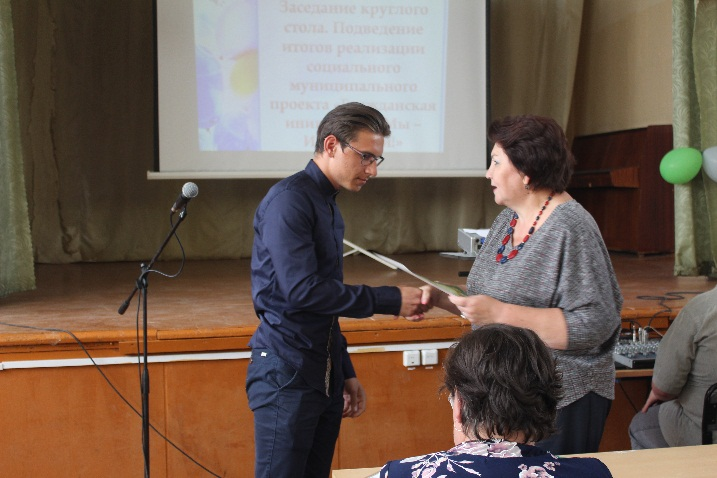 Заседание круглого
стола. Подведение
итогов реализации
социального
муниципального
проекта
–